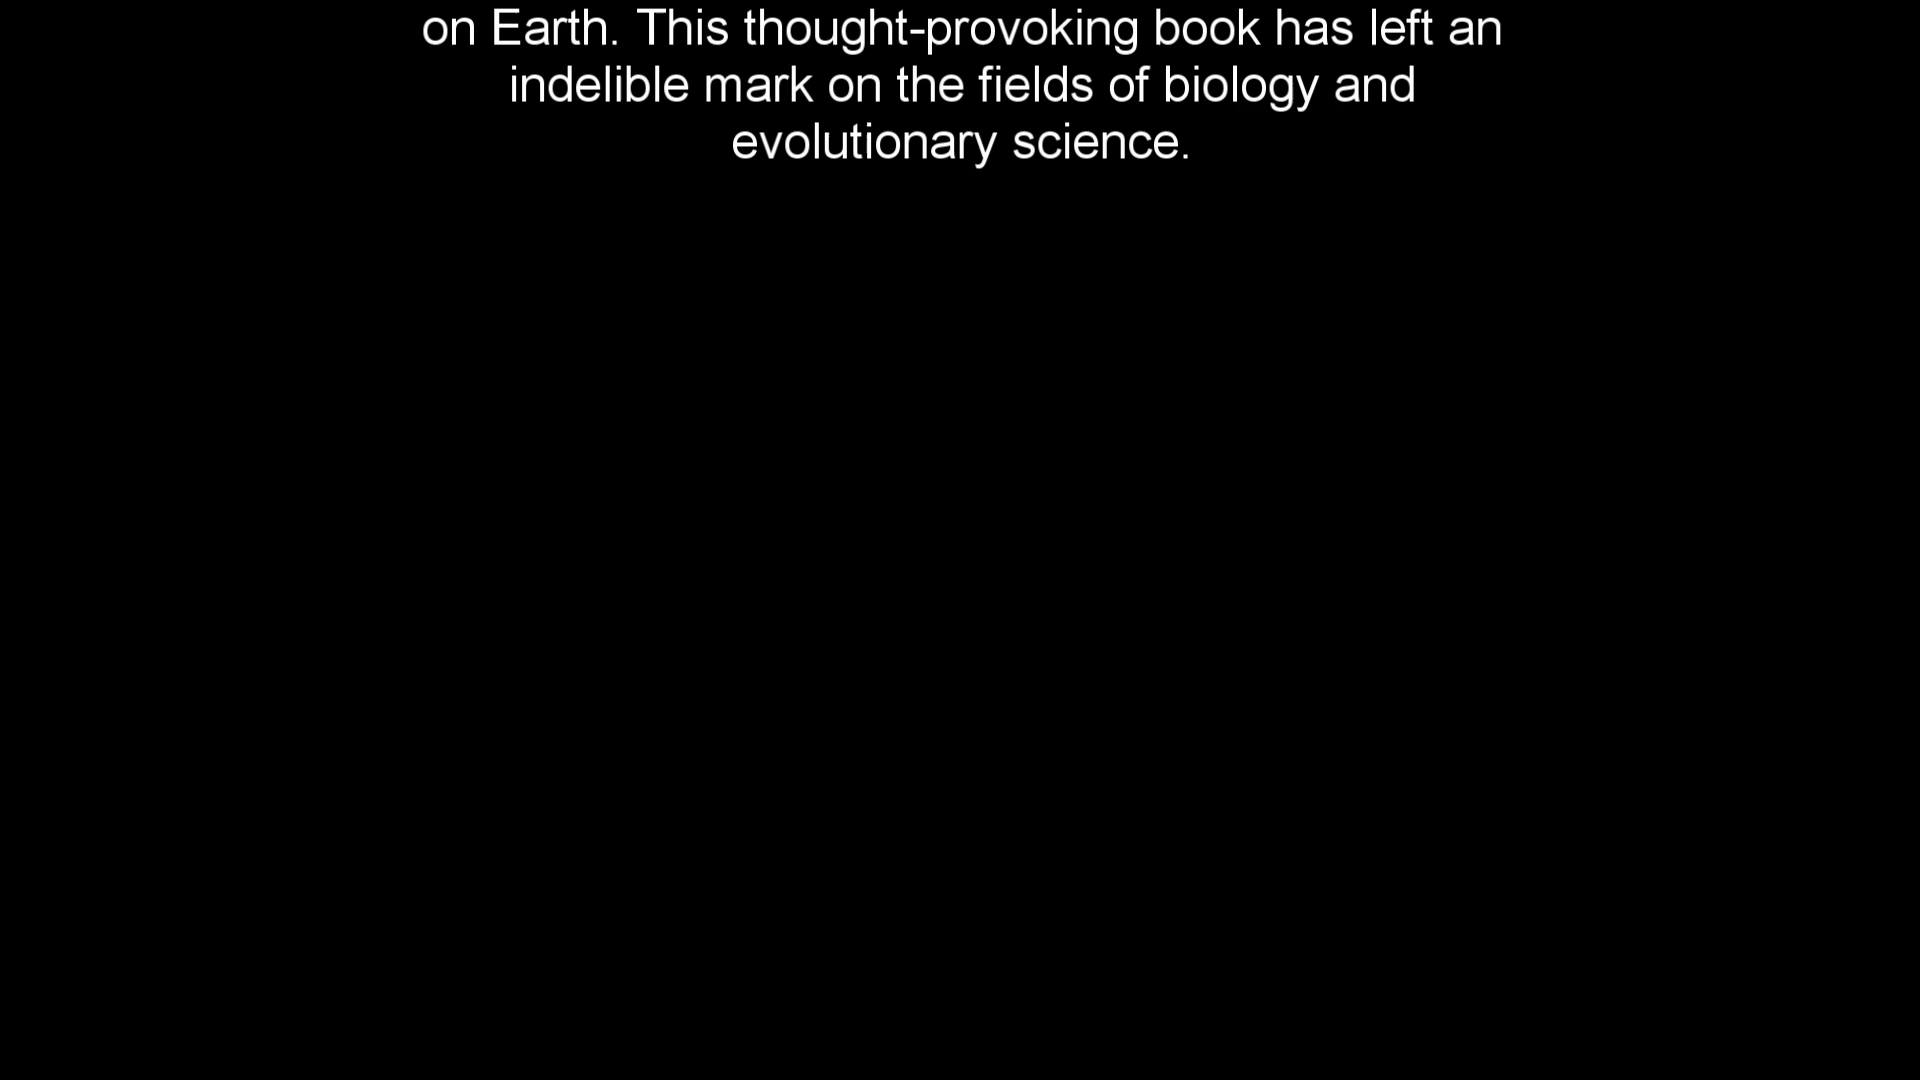 on Earth. This thought-provoking book has left an
indelible mark on the fields of biology and
evolutionary science.